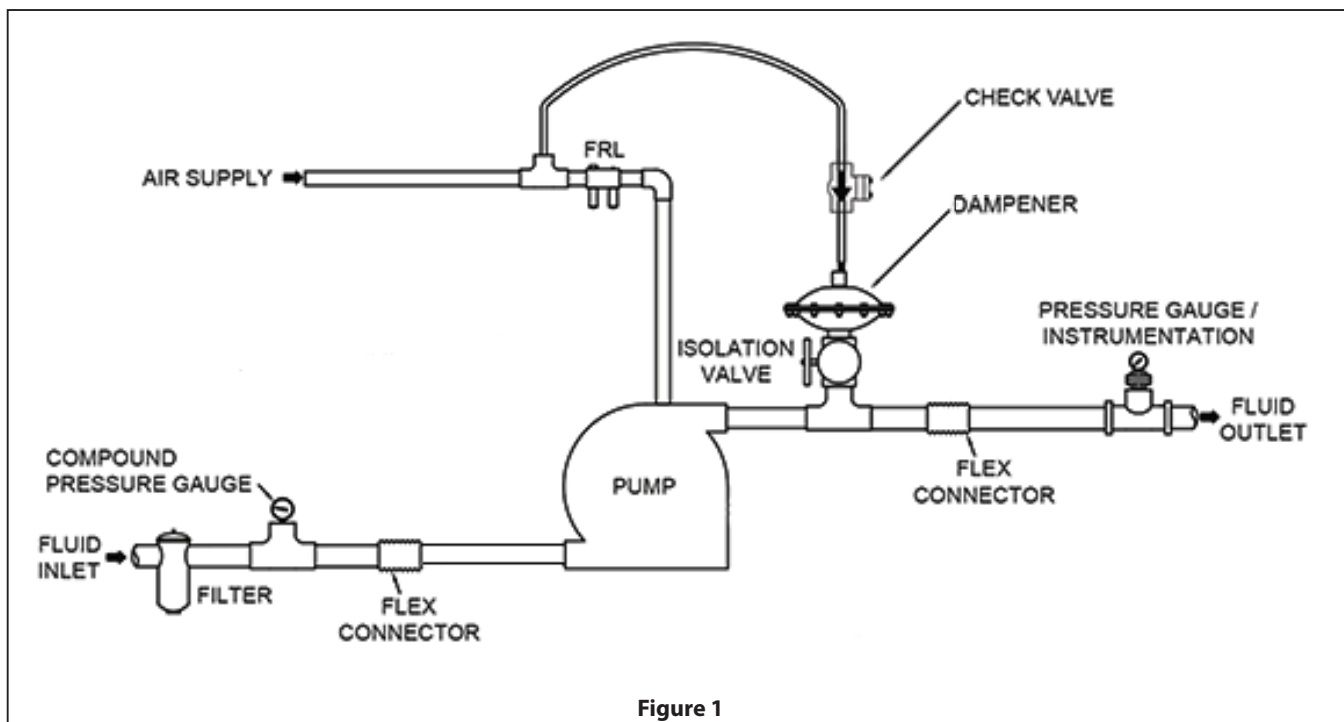 CHECK VALVE
FRL
AIR SUPPLY
DAMPENER
PRESSURE GAUGE /
INSTRUMENTATION
ISOLATION
VALVE
FLUID
OUTLET
COMPOUND
PRESSURE GAUGE
PUMP
FLEX
CONNECTOR
FLUID
INLET
FILTER
FLEX
CONNECTOR
Figure 1